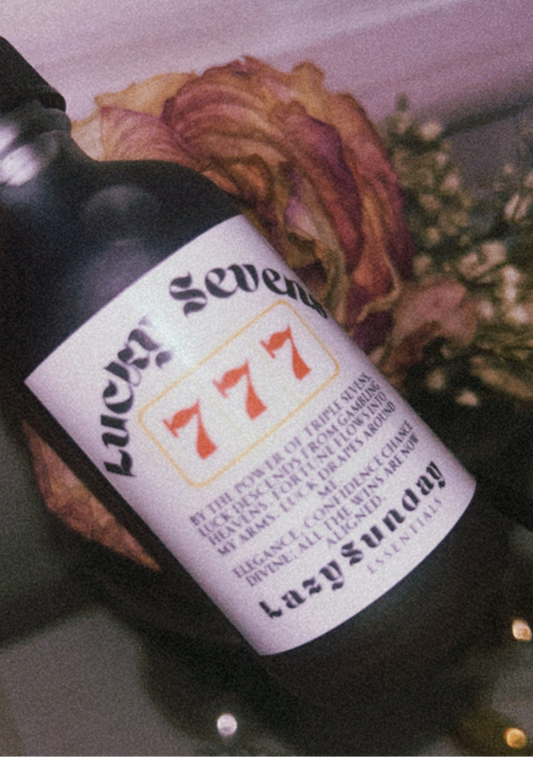 Lucky Sevens
777
BY THE POWER OF TRIPLE SEVENS,
LUCK DESCENDS FROM GAMBLING
HEAVENS. FORTUNE FLOWS INTO
MY ARMS. LUCK DRAPES AROUND
ME.
ELEGANCE, CONFIDENCE, CHANCE
DIVINE: ALL THE WINS ARE NOW
ALIGNED.
Lazy Sunday
ESSENTIALS